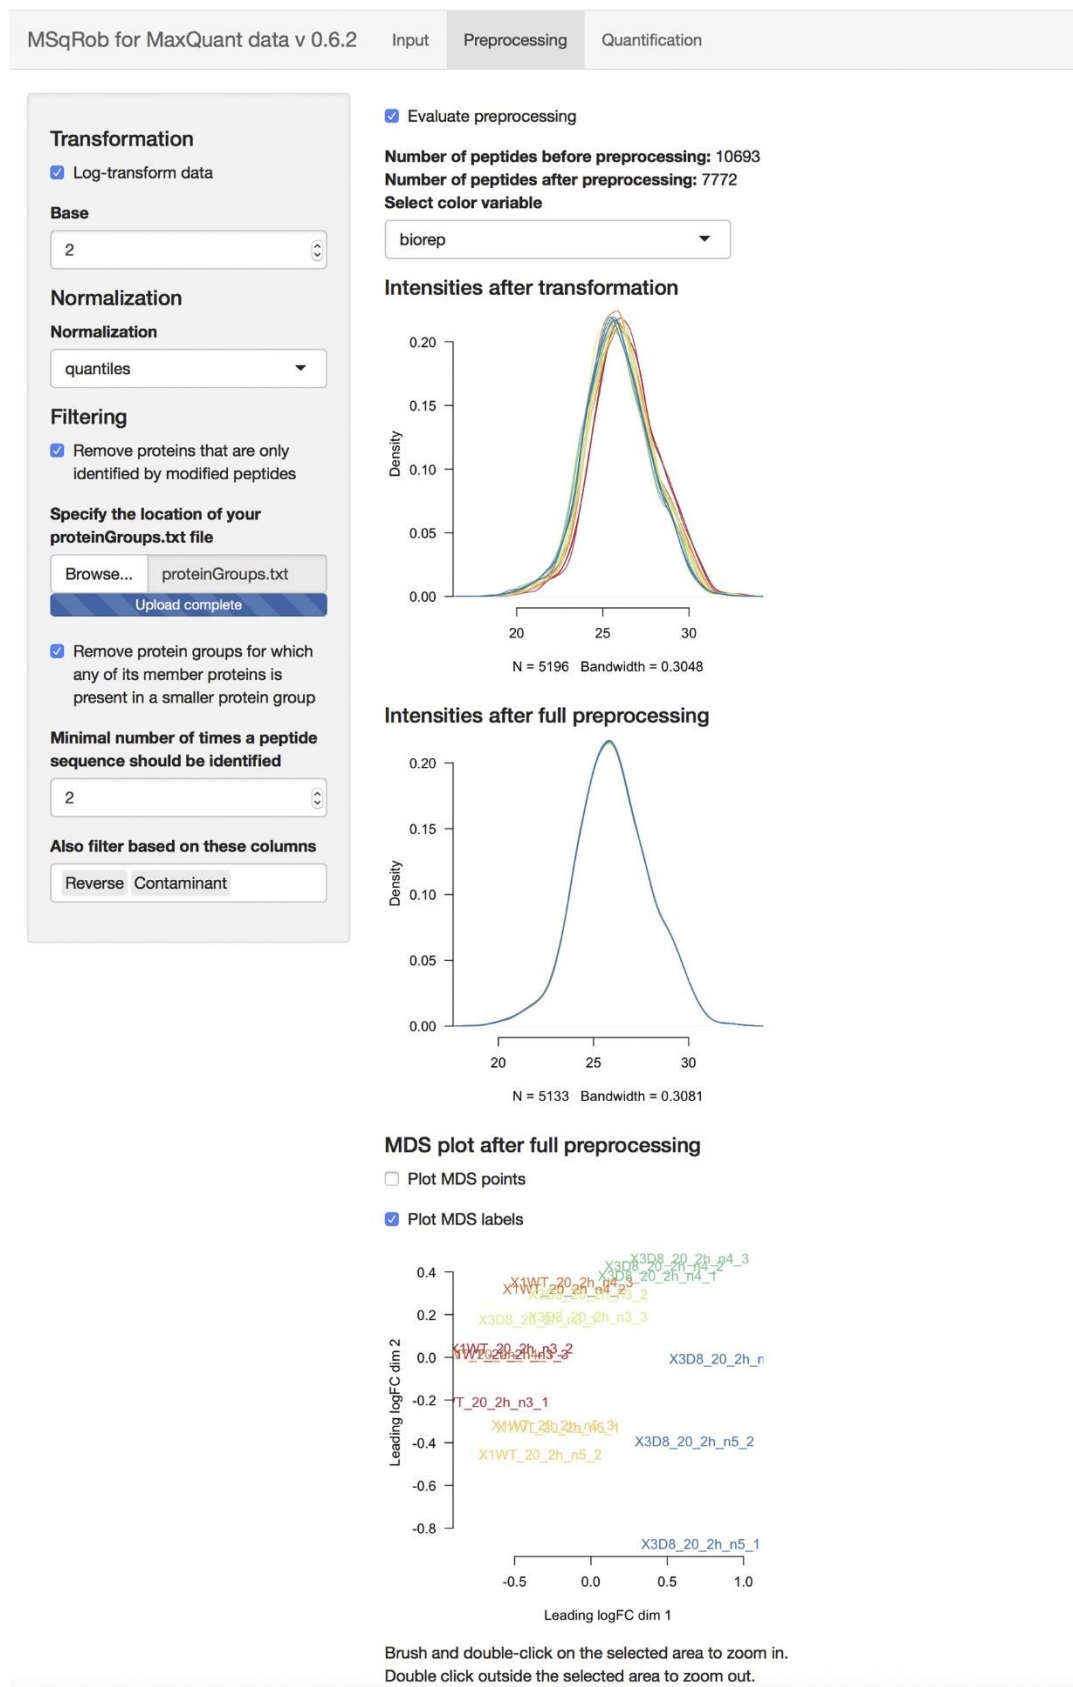 MSqRob for MaxQuant data v 0.6.2 Input Preprocessing Quantification
Transformation
Log-transform data
Base
2
Normalization
Normalization
quantiles
Filtering
Remove proteins that are only
identified by modified peptides
Specify the location of your
proteinGroups.txt file
Browse... proteinGroups.txt
Upload complete
Remove protein groups for which
any of its member proteins is
present in a smaller protein group
Minimal number of times a peptide
sequence should be identified
2
Also filter based on these columns
Reverse Contaminant
Evaluate preprocessing
Number of peptides before preprocessing: 10693
Number of peptides after preprocessing: 7772
Select color variable
biorep
Intensities after transformation
0.20
0.15
0.10
0.05
0.00
Density
20 25 30
N = 5196 Bandwidth = 0.3048
Intensities after full preprocessing
0.20
0.15
0.10
0.05
0.00
Density
20 25 30
N = 5133 Bandwidth = 0.3081
MDS plot after full preprocessing
Plot MDS points
Plot MDS labels
0.4
0.2
0.0
-0.2
-0.4
-0.6
-0.8
Leading logFC dim 2
X3D8_20_2h_n4_3
X3D8_20_2h_n4_2
X3D8_20_2h_n4_1
X1WT_20_2h_n4_3
X1WT_20_2h_n4_2
X3D8_20_2h_n3_3
X1WT_20_2h_n3_2
X3D8_20_2h_n
T_20_2h_n3_1
X3D8_20_2h_n5_2
X1WT_20_2h_n5_2
X3D8_20_2h_n5_1
-0.5 0.0 0.5 1.0
Leading logFC dim 1
Brush and double-click on the selected area to zoom in.
Double click outside the selected area to zoom out.